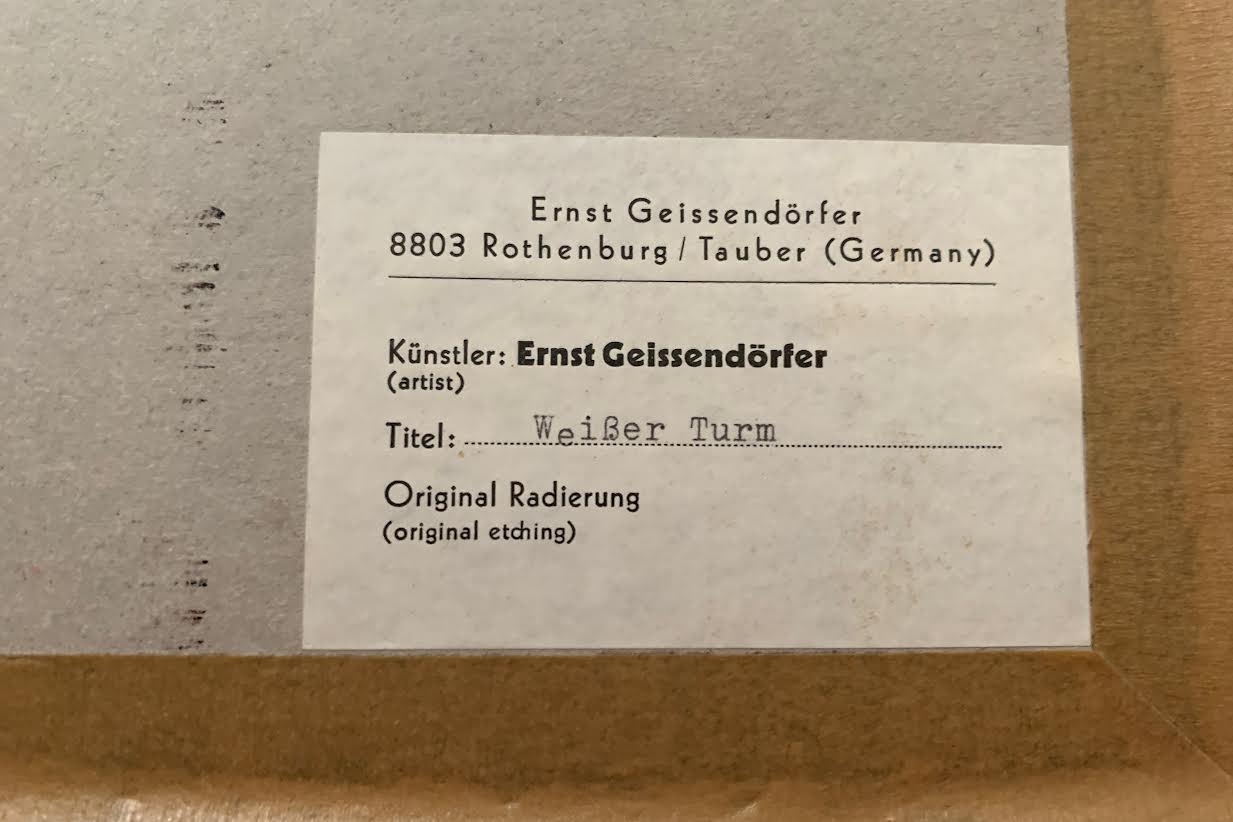 Ernst Geissendörfer
8803 Rothenburg / Tauber (Germany)
Künstler: Ernst Geissendörfer
(artist)
Titel: Weißer Turm
Original Radierung
(original etching)